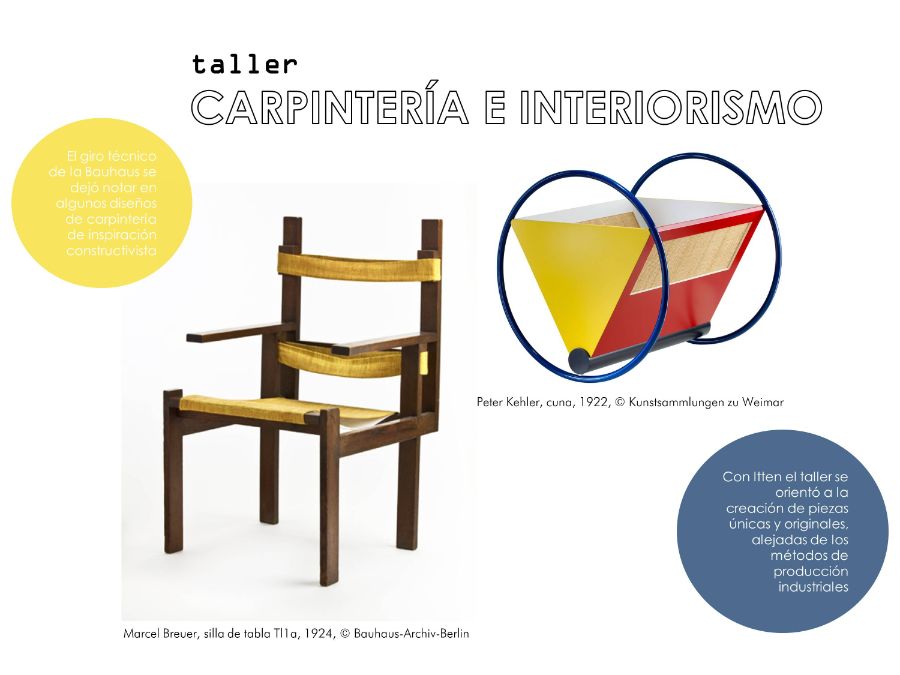 taller
CARPINTERÍA E INTERIORISMO
El giro técnico
de la Bauhaus se
dejó notar en
algunos diseños
de carpintería
de inspiración
constructivista
Peter Kehler, cuna, 1922, © Kunstsammlungen zu Weimar
Con Itten el taller se
orientó a la
creación de piezas
únicas y originales,
alejadas de los
métodos de
producción
industriales
Marcel Breuer, silla de tabla Tl1a, 1924, © Bauhaus-Archiv-Berlin